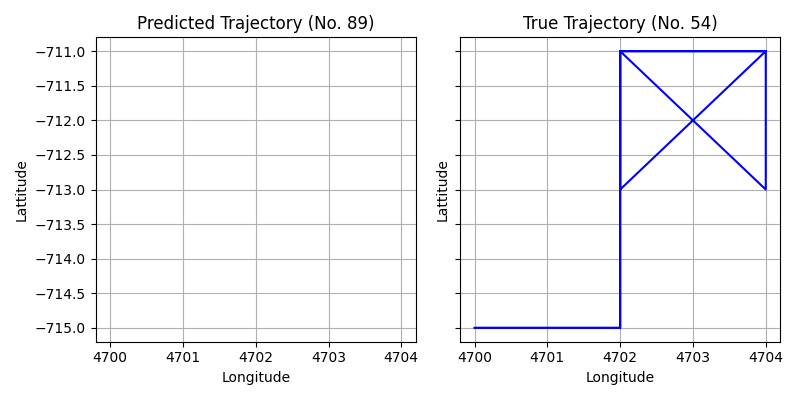 Predicted Trajectory (No. 89)
True Trajectory (No. 54)
−711.0
−711.5
−712.0
−712.5
−713.0
−713.5
−714.0
−714.5
−715.0
Lattitude
Lattitude
4700 4701 4702 4703 4704
4700 4701 4702 4703 4704
Longitude
Longitude